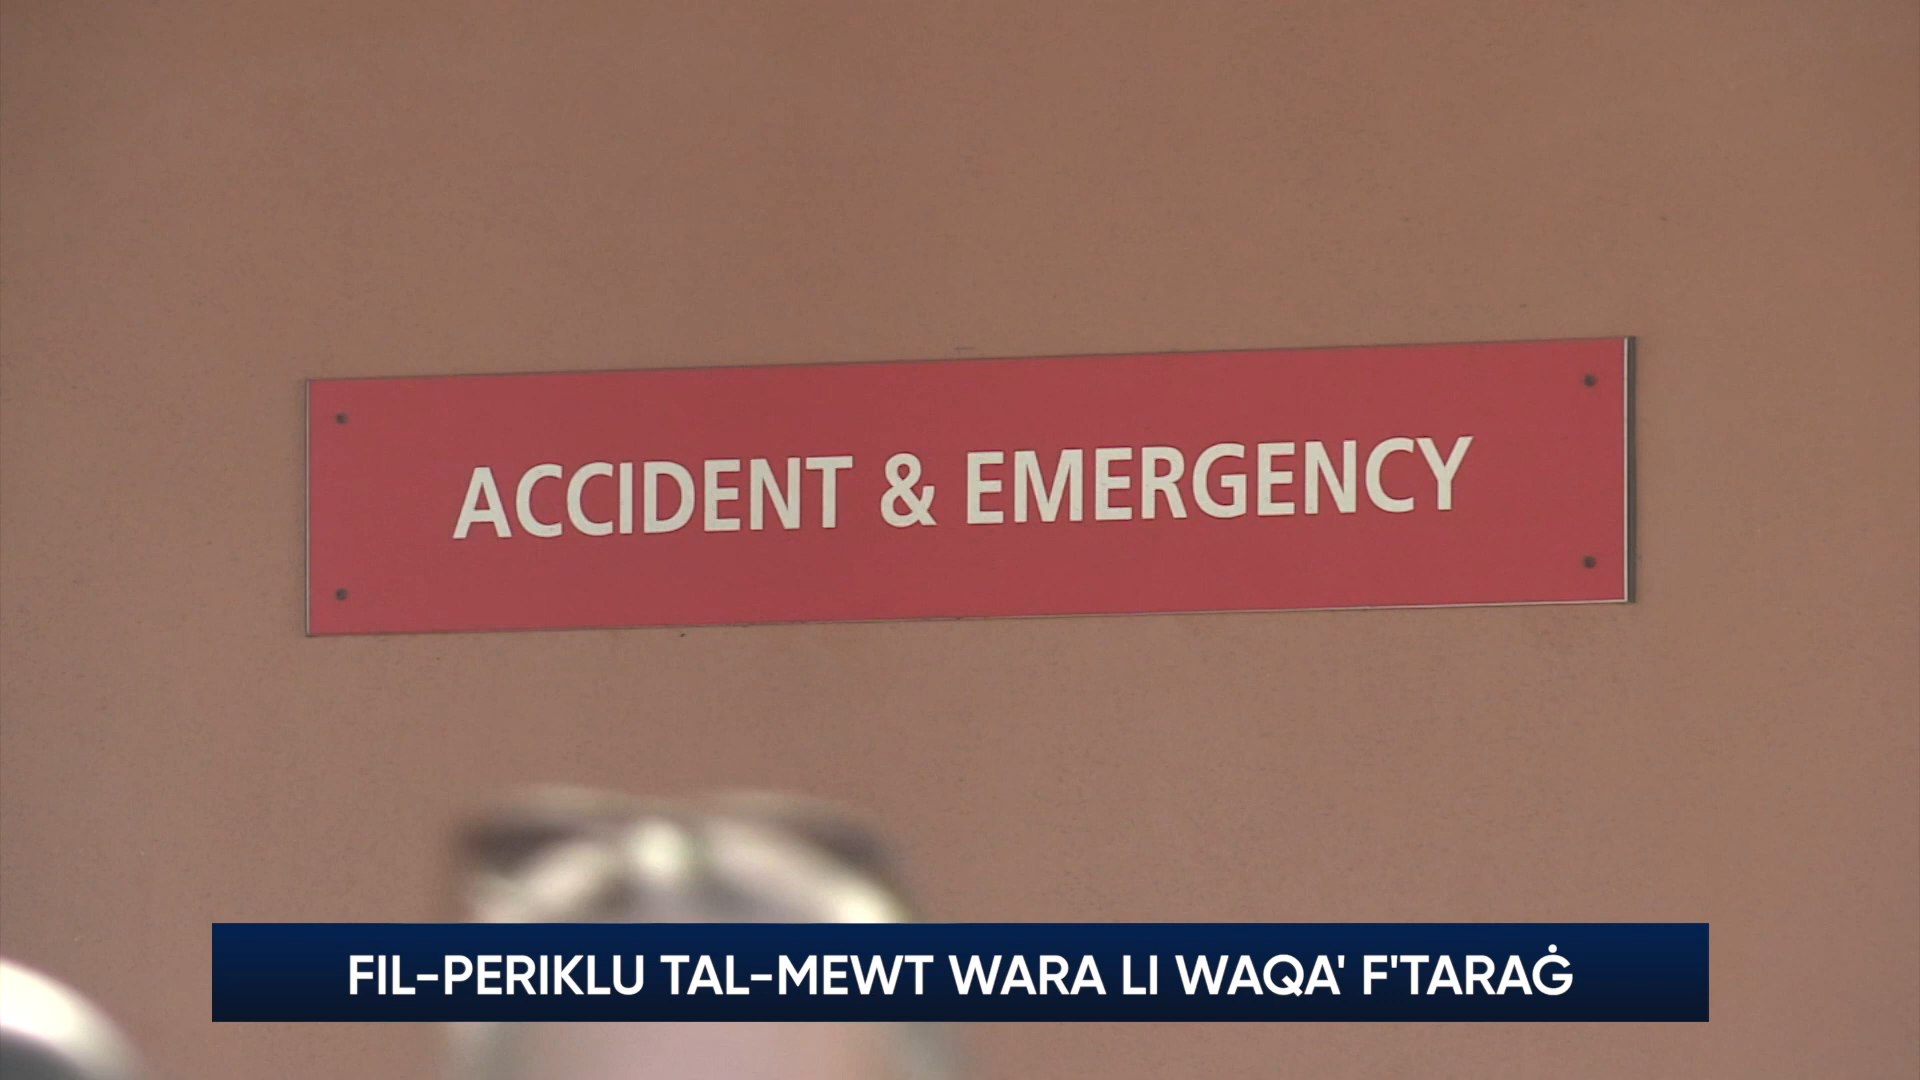 ACCIDENT & EMERGENCY
FIL-PERIKLU TAL-MEWT WARA LI WAQA' F'TARAĠ